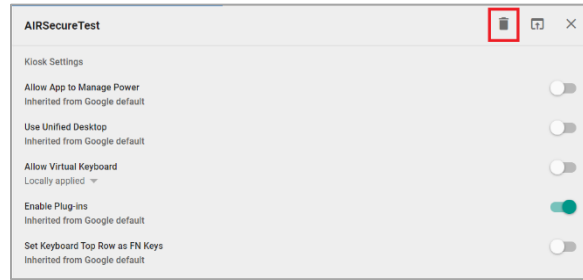 AIRSecureTest
Kiosk Settings
Allow App to Manage Power
Inherited from Google default
Use Unified Desktop
Inherited from Google default
Allow Virtual Keyboard
Locally applied
Enable Plug-ins
Inherited from Google default
Set Keyboard Top Row as FN Keys
Inherited from Google default